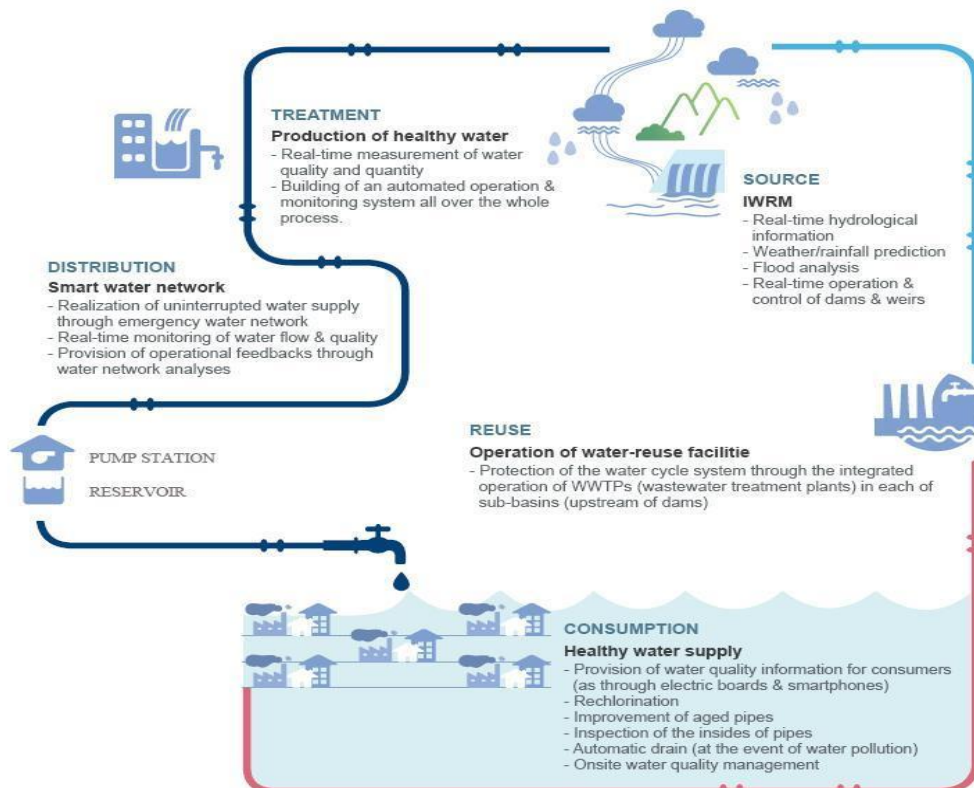 TREATMENT
Production of healthy water
- Real-time measurement of water
quality and quantity
- Building of an automated operation &
monitoring system all over the whole
process.
SOURCE
IWRM
- Real-time hydrological
information
- Weather/rainfall prediction
- Flood analysis
- Real-time operation &
control of dams & weirs
DISTRIBUTION
Smart water network
- Realization of uninterrupted water supply
through emergency water network
- Real-time monitoring of water flow & quality
- Provision of operational feedbacks through
water network analyses
PUMP STATION
RESERVOIR
REUSE
Operation of water-reuse facilitie
- Protection of the water cycle system through the integrated
operation of WWTPs (wastewater treatment plants) in each of
sub-basins (upstream of dams)
CONSUMPTION
Healthy water supply
- Provision of water quality information for consumers
(as through electric boards & smartphones)
- Rechlorination
- Improvement of aged pipes
- Inspection of the insides of pipes
- Automatic drain (at the event of water pollution)
- Onsite water quality management